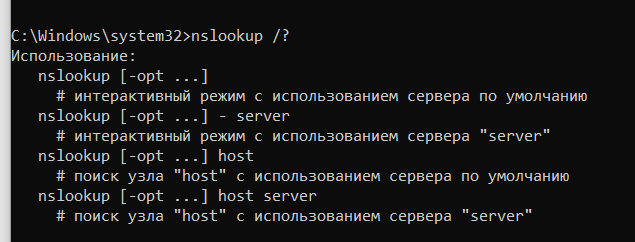 C:\Windows\system32>nslookup /?
Использование:
nslookup [-opt ...]
# интерактивный режим с использованием сервера по умолчанию
nslookup [-opt ...] - server
# интерактивный режим с использованием сервера "server"
nslookup [-opt ...] host
# поиск узла "host" с использованием сервера по умолчанию
nslookup [-opt ...] host server
# поиск узла "host" с использованием сервера "server"